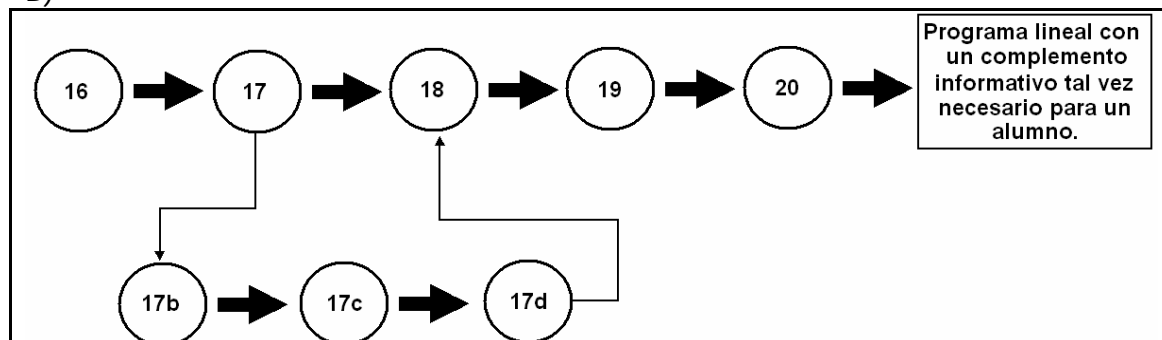 Programa lineal con
un complemento
informativo tal vez
necesario para un
alumno.
16 17 18 19 20
17b 17c 17d